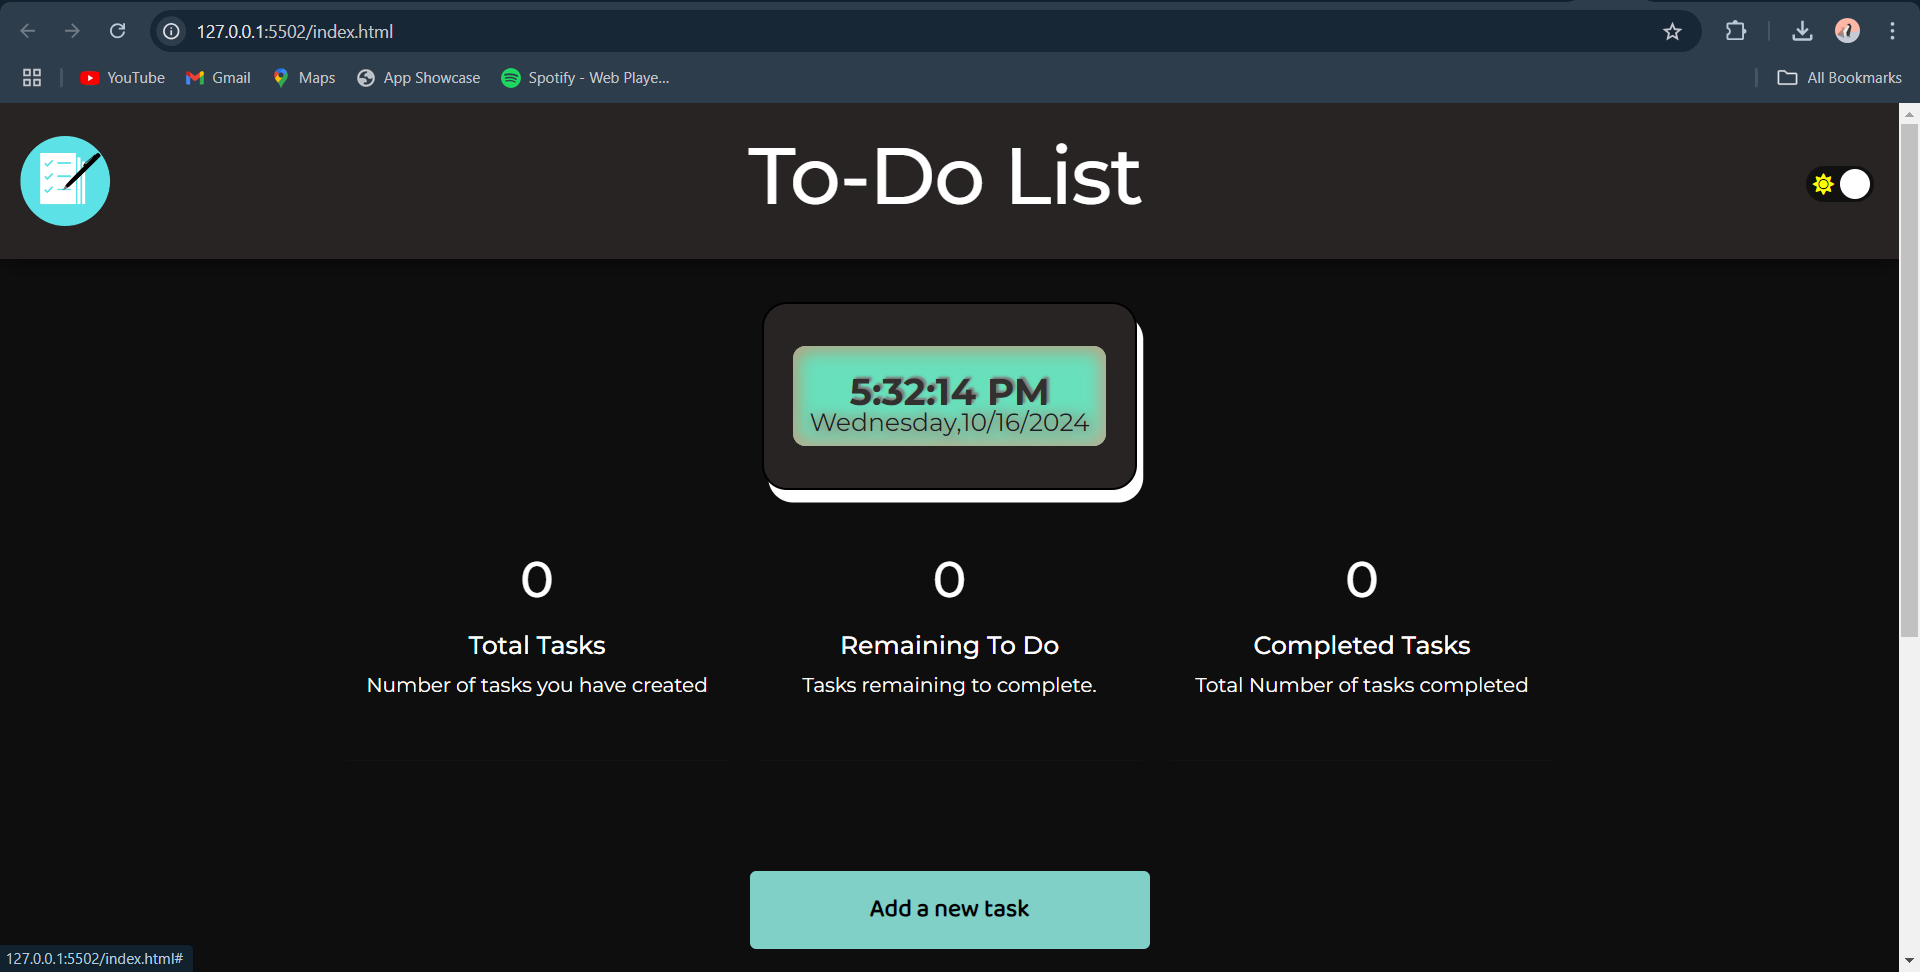 127.0.0.1:5502/index.html
YouTube Gmail Maps App Showcase Spotify - Web Playe... All Bookmarks
To-Do List
5:32:14 PM
Wednesday,10/16/2024
0 0 0
Total Tasks Remaining To Do Completed Tasks
Number of tasks you have created Tasks remaining to complete. Total Number of tasks completed
Add a new task
127.0.0.1:5502/index.html#